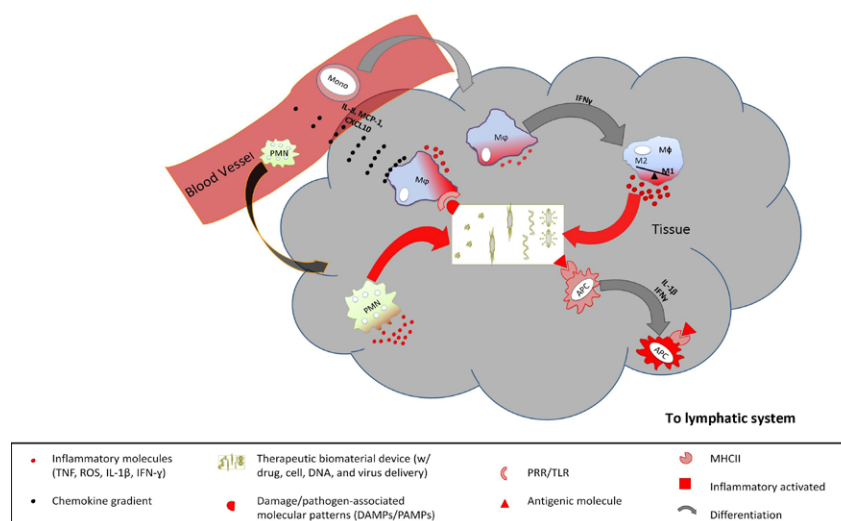 Mono
IL-8, MCP-1,
CXCL10
PMN
Blood Vessel
IFNγ
Mφ
Mφ
Mϕ
M2
M1
Tissue
PMN
APC
IL-1β
IFNγ
APC
To lymphatic system
Inflammatory molecules
(TNF, ROS, IL-1β, IFN-γ)
Chemokine gradient
Therapeutic biomaterial device (w/
drug, cell, DNA, and virus delivery)
Damage/pathogen-associated
molecular patterns (DAMPs/PAMPs)
PRR/TLR
Antigenic molecule
MHCII
Inflammatory activated
Differentiation